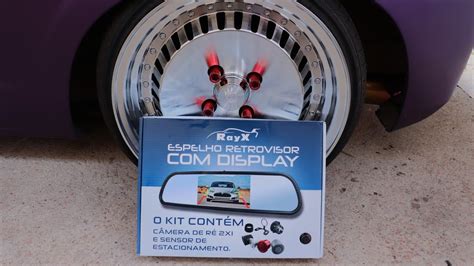 RayX
ESPELHO RETROVISOR
COM DISPLAY
O KIT CONTÉM
CÂMERA DE RÉ 2X1
E SENSOR DE
ESTACIONAMENTO.